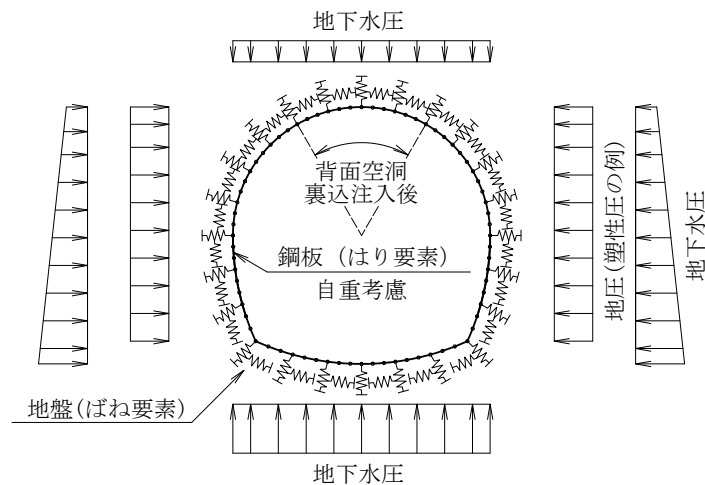 地下水圧
背面空洞
裏込注入後
鋼板（はり要素）
自重考慮
地圧（塑性圧の例）
地下水圧
地盤（ばね要素）
地下水圧